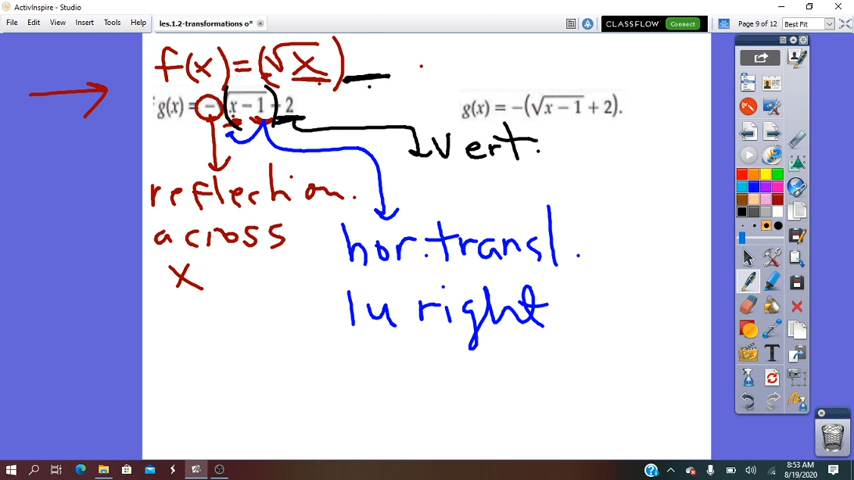 ActivInspire - Studio
File Edit View Insert Tools Help
CLASSFLOW Connect
Page 9 of 12
Best Fit
les.1.2-transformations o*
f(x) = (√x)
g(x) = -√x - 1 + 2
g(x) = -(√x - 1 + 2).
Vert.
reflection.
across
x
hor. transl.
1u right
8:53 AM
8/19/2020